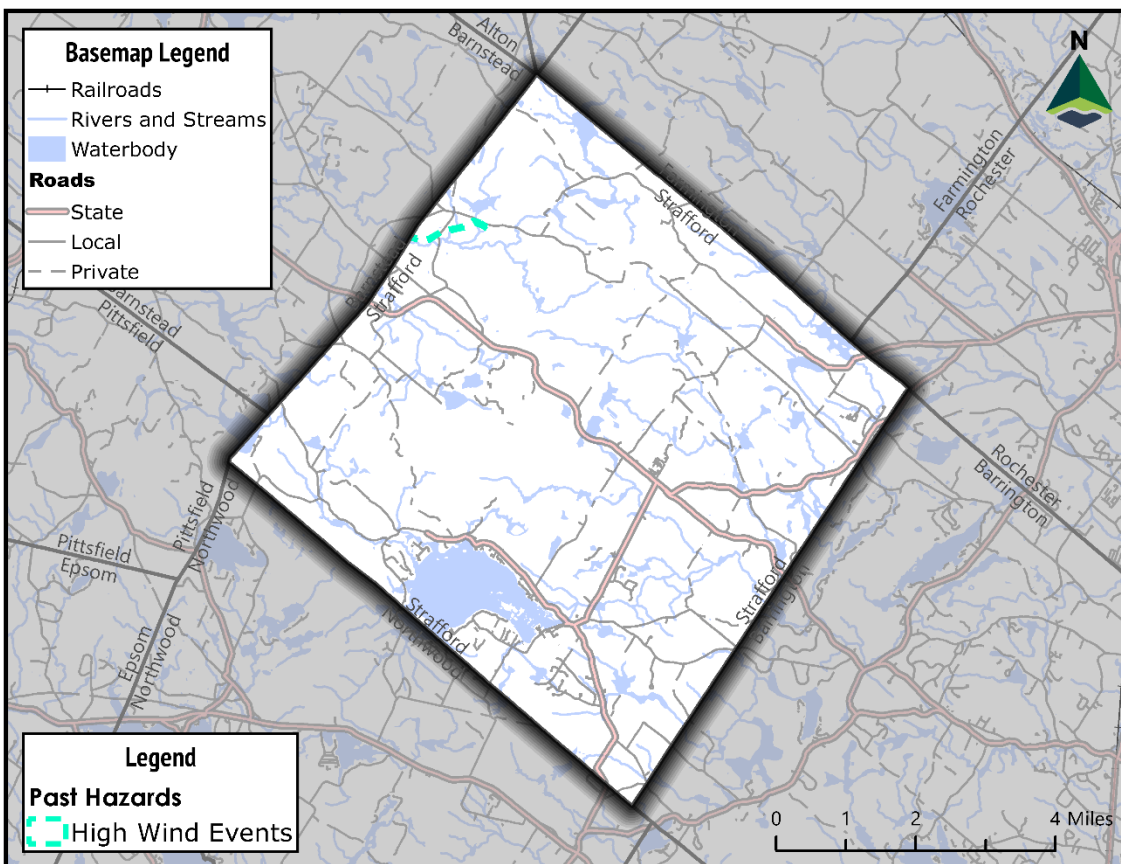 Basemap Legend
Railroads
Rivers and Streams
Waterbody
Roads
State
Local
Private
Alton
Barnstead
N
Farmington
Strafford
Farmington
Rochester
Barnstead
Strafford
Barnstead
Pittsfield
Pittsfield
Northwood
Pittsfield
Epsom
Epsom
Northwood
Strafford
Northwood
Strafford
Barrington
Rochester
Barrington
Legend
Past Hazards
High Wind Events
0 1 2 4 Miles